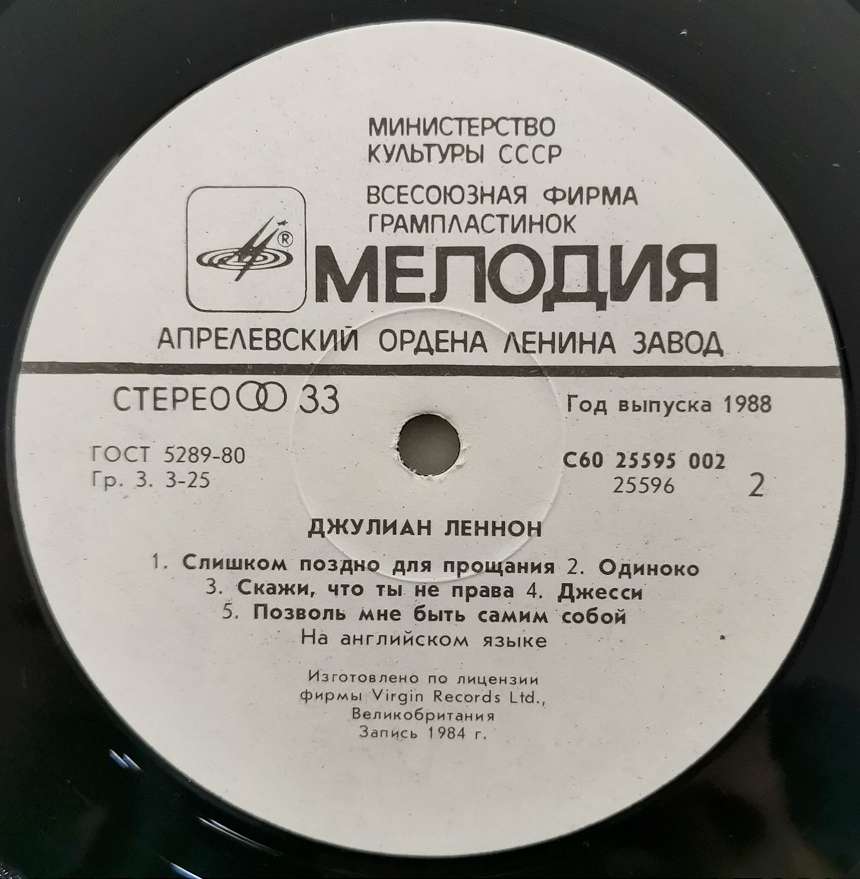 МИНИСТЕРСТВО
КУЛЬТУРЫ СССР
ВСЕСОЮЗНАЯ ФИРМА
ГРАМПЛАСТИНОК
®
МЕЛОДИЯ
АПРЕЛЕВСКИЙ ОРДЕНА ЛЕНИНА ЗАВОД
СТЕРЕО 33
Год выпуска 1988
ГОСТ 5289-80
Гр. 3. 3-25
С60 25595 002
25596 2
ДЖУЛИАН ЛЕННОН
1. Слишком поздно для прощания 2. Одиноко
3. Скажи, что ты не права 4. Джесси
5. Позволь мне быть самим собой
На английском языке
Изготовлено по лицензии
фирмы Virgin Records Ltd.,
Великобритания
Запись 1984 г.